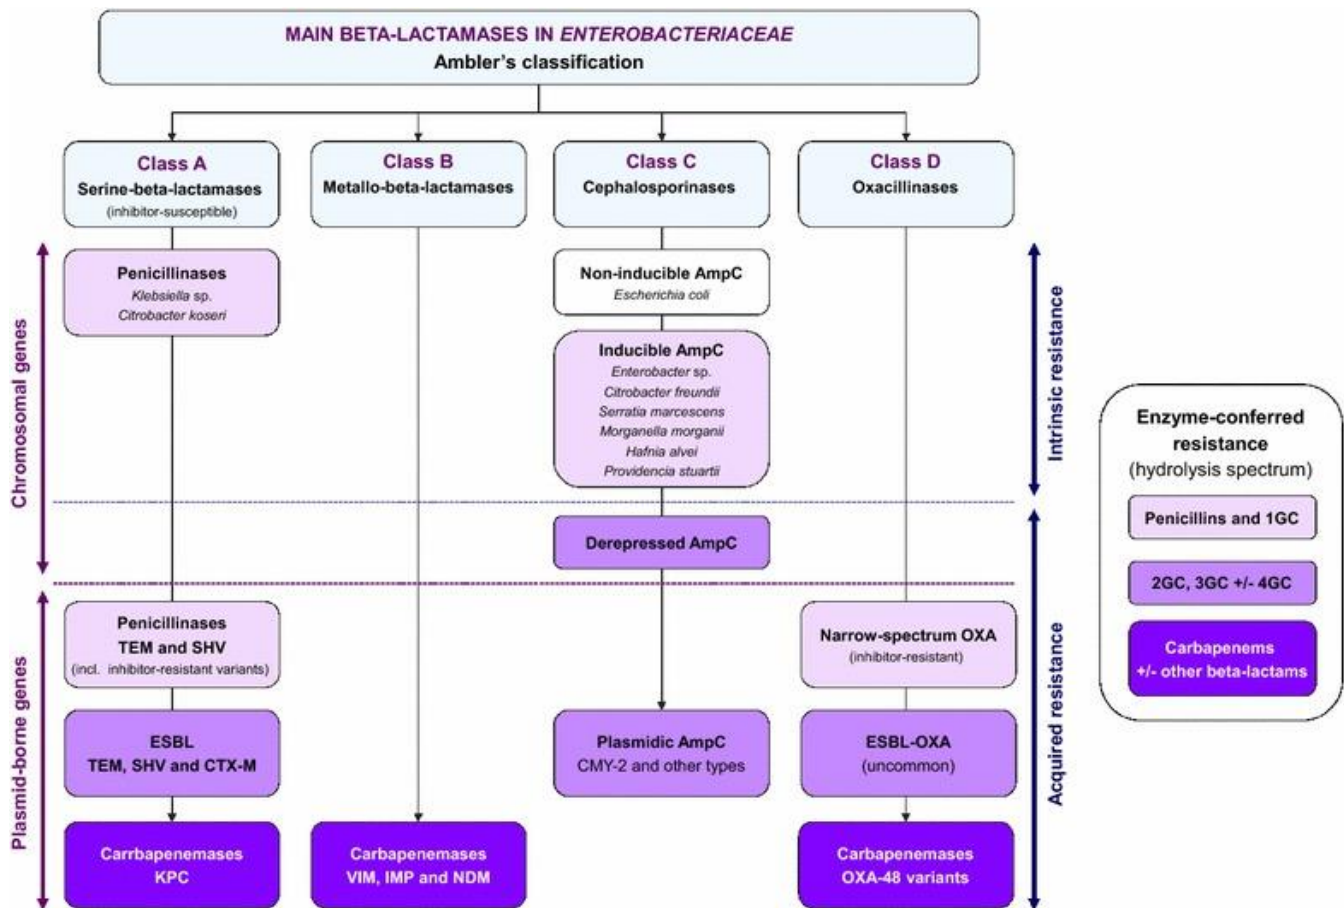 MAIN BETA-LACTAMASES IN ENTEROBACTERIACEAE
Ambler's classification
Class A
Serine-beta-lactamases
(inhibitor-susceptible)
Class B
Metallo-beta-lactamases
Class C
Cephalosporinases
Class D
Oxacillinases
Chromosomal genes
Penicillinases
Klebsiella sp.
Citrobacter koseri
Non-inducible AmpC
Escherichia coli
Inducible AmpC
Enterobacter sp.
Citrobacter freundii
Serratia marcescens
Morganella morganii
Hafnia alvei
Providencia stuartii
Derepressed AmpC
Intrinsic resistance
Plasmid-borne genes
Penicillinases
TEM and SHV
(incl. inhibitor-resistant variants)
Narrow-spectrum OXA
(inhibitor-resistant)
ESBL
TEM, SHV and CTX-M
Plasmidic AmpC
CMY-2 and other types
ESBL-OXA
(uncommon)
Carrbapenemases
KPC
Carbapenemases
VIM, IMP and NDM
Carbapenemases
OXA-48 variants
Acquired resistance
Enzyme-conferred
resistance
(hydrolysis spectrum)
Penicillins and 1GC
2GC, 3GC +/- 4GC
Carbapenems
+/- other beta-lactams